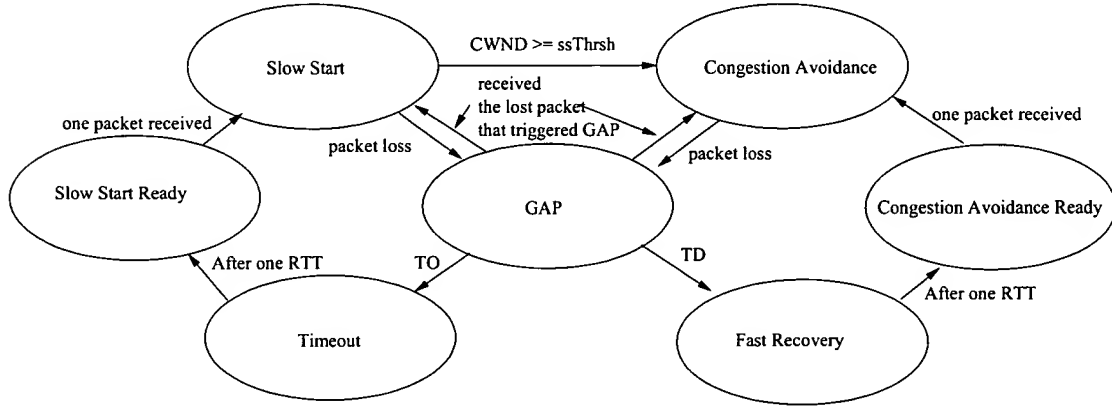 CWND >= ssThrsh
Slow Start
Congestion Avoidance
received
the lost packet
that triggered GAP
one packet received
one packet received
packet loss
packet loss
Slow Start Ready
GAP
Congestion Avoidance Ready
After one RTT
TO
TD
After one RTT
Timeout
Fast Recovery